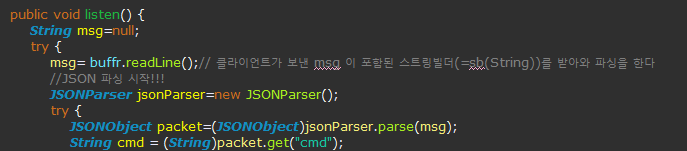 public void listen() {
String msg=null;
try {
msg= buffr.readLine();// 클라이언트가 보낸 msg 이 포함된 스트링빌더(=sb(String))를 받아와 파싱을 한다
//JSON 파싱 시작!!!
JSONParser jsonParser=new JSONParser();
try {
JSONObject packet=(JSONObject)jsonParser.parse(msg);
String cmd = (String)packet.get("cmd");